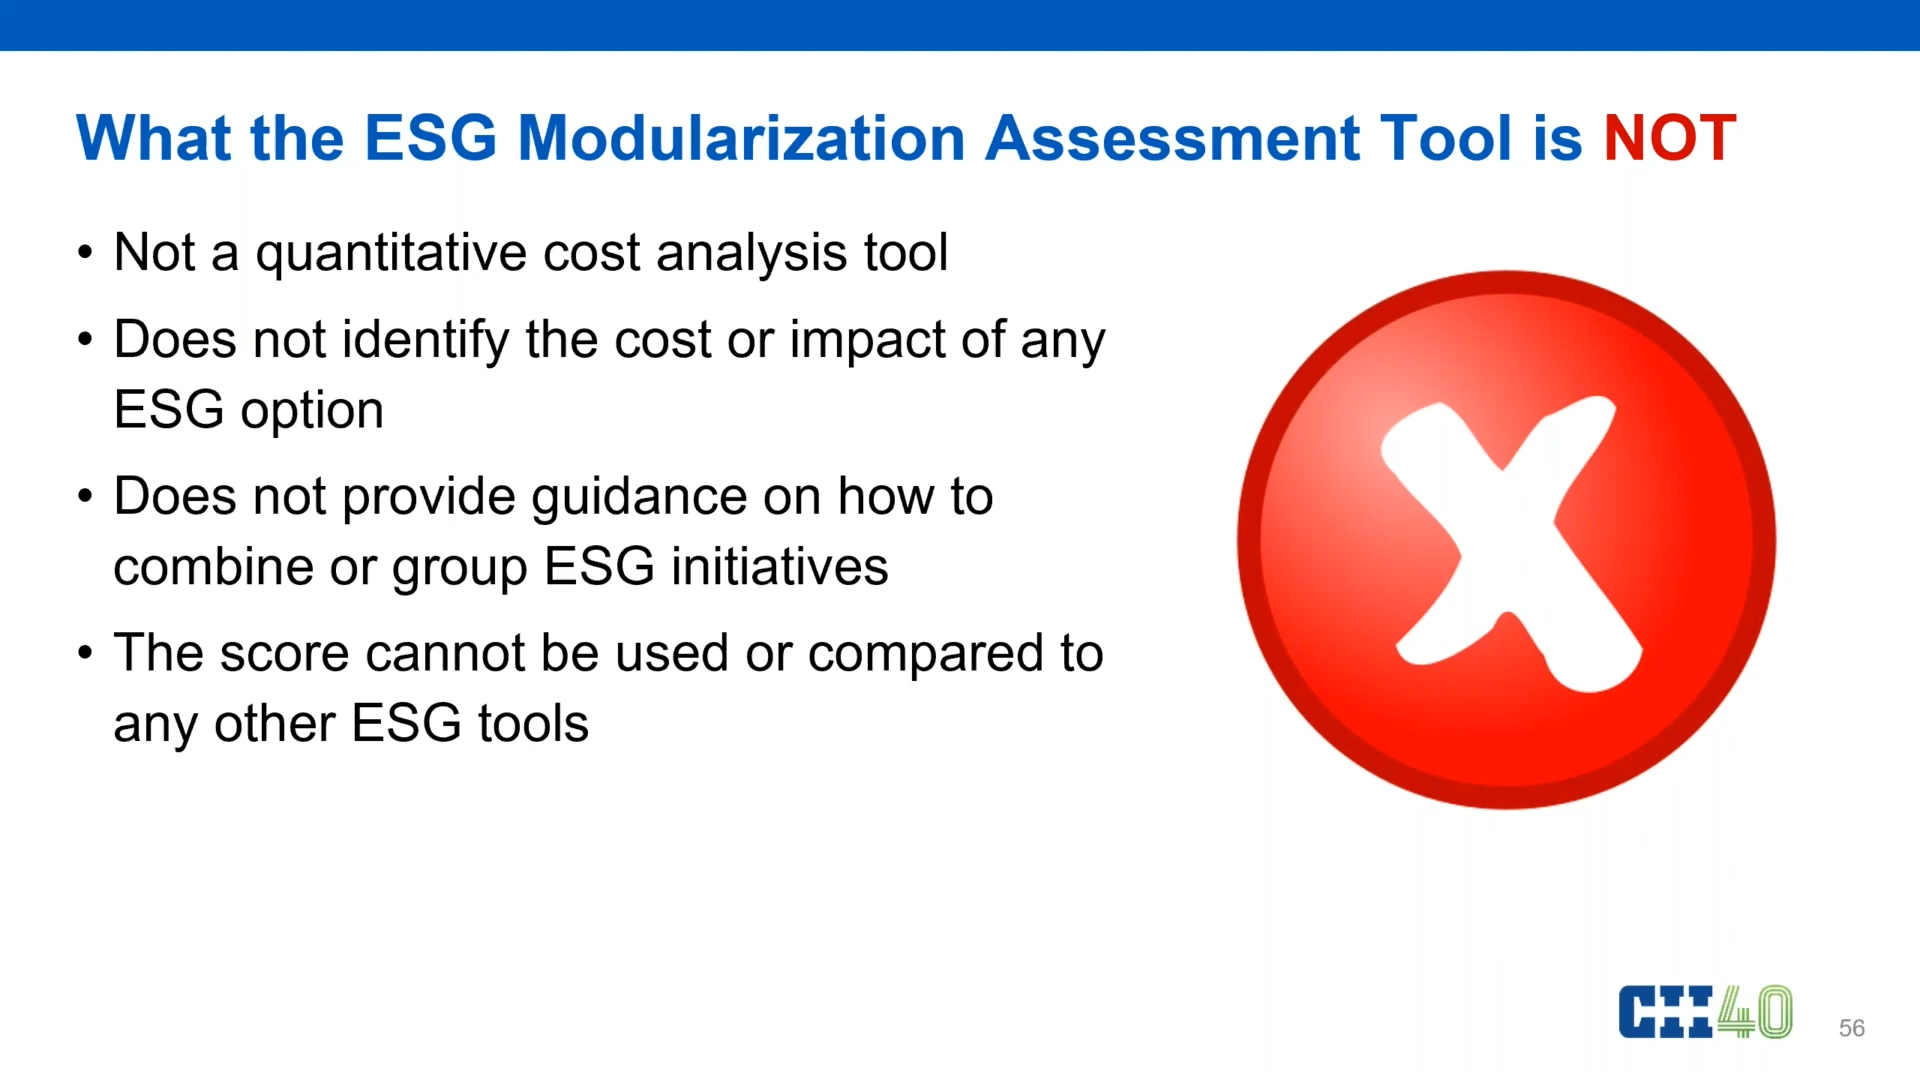 What the ESG Modularization Assessment Tool is NOT
• Not a quantitative cost analysis tool
• Does not identify the cost or impact of any
ESG option
• Does not provide guidance on how to
combine or group ESG initiatives
• The score cannot be used or compared to
any other ESG tools
CII40
56